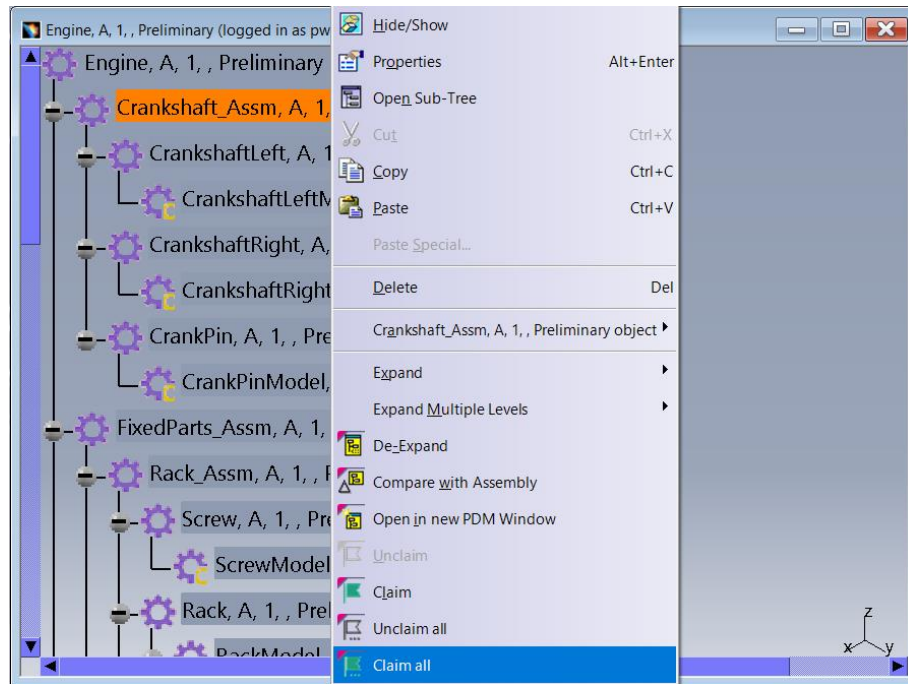 Engine, A, 1, , Preliminary (logged in as pw
Engine, A, 1, , Preliminary
Crankshaft_Assm, A, 1,
CrankshaftLeft, A, 1
CrankshaftLeftM
CrankshaftRight, A,
CrankshaftRight
CrankPin, A, 1, , Pre
CrankPinModel,
FixedParts_Assm, A, 1,
Rack_Assm, A, 1, , P
Screw, A, 1, , Pre
ScrewModel
Rack, A, 1, , Prel
RackModel
Hide/Show
Properties Alt+Enter
Open Sub-Tree
Cut Ctrl+X
Copy Ctrl+C
Paste Ctrl+V
Paste Special...
Delete Del
Crankshaft_Assm, A, 1, , Preliminary object
Expand
Expand Multiple Levels
De-Expand
Compare with Assembly
Open in new PDM Window
Unclaim
Claim
Unclaim all
Claim all
z
x y